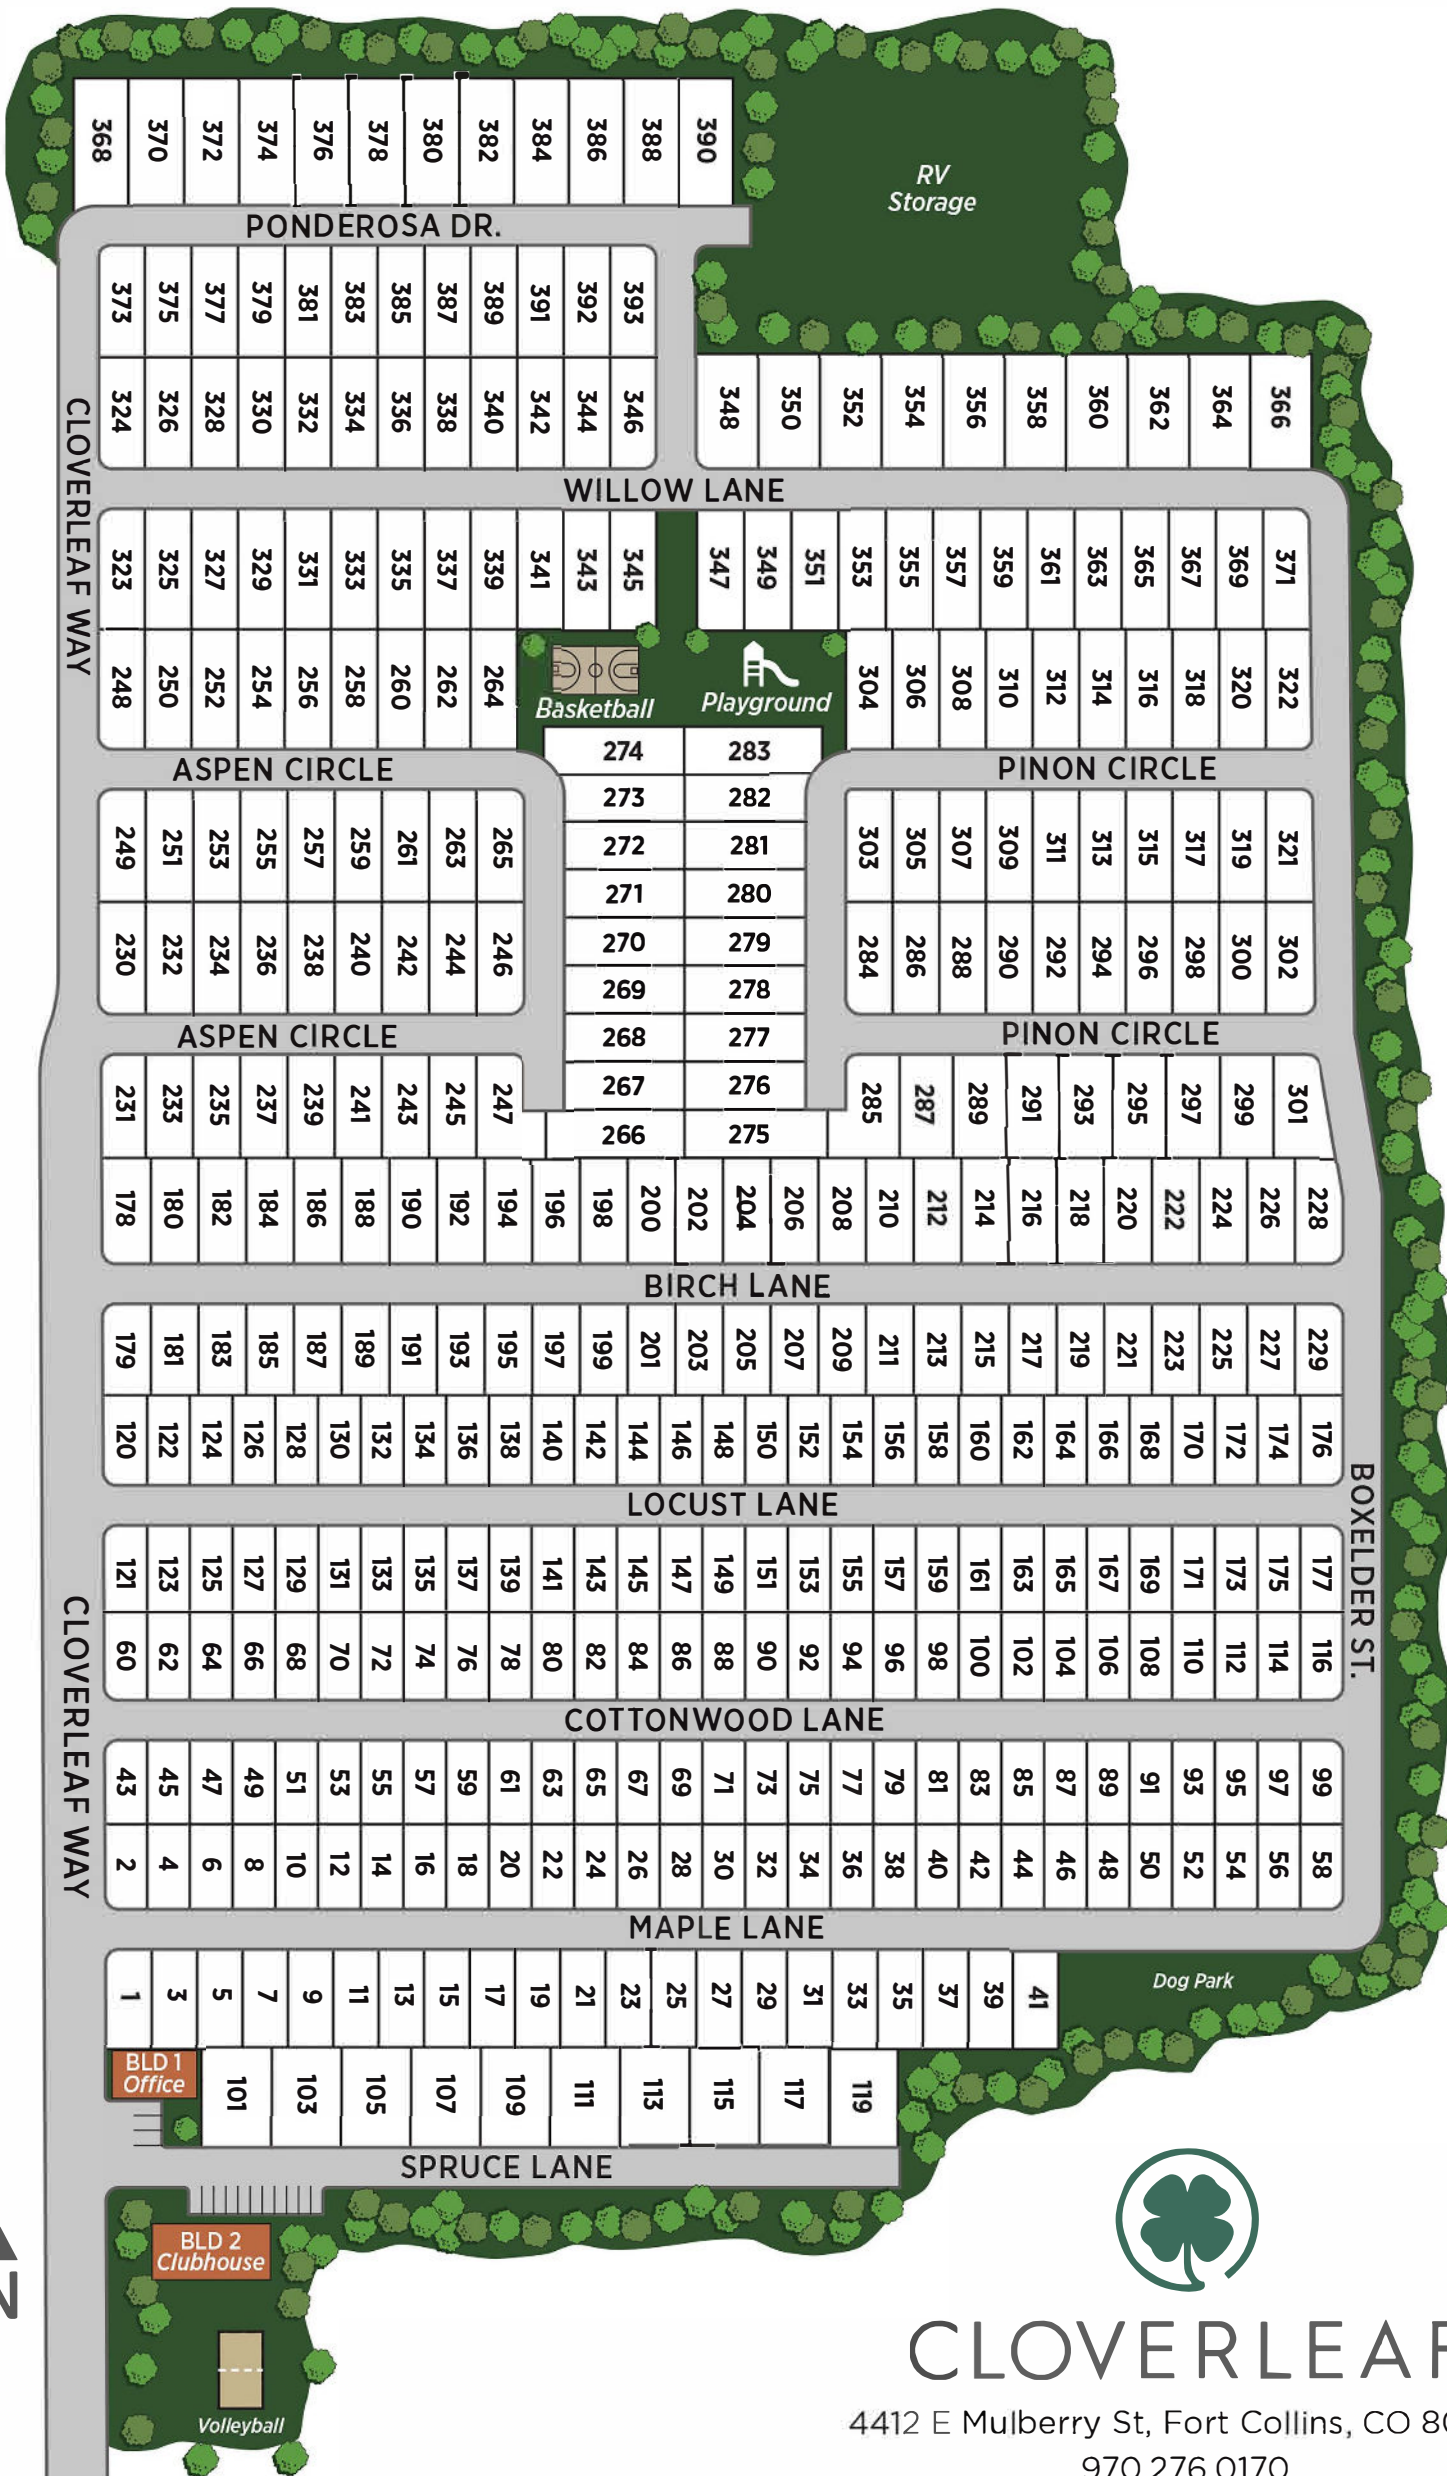 368 370 372 374 376 378 380 382 384 386 388 390
RV
Storage
PONDEROSA DR.
373 375 377 379 381 383 385 387 389 391 392 393
324 326 328 330 332 334 336 338 340 342 344 346
348 350 352 354 356 358 360 362 364 366
CLOVERLEAF WAY
WILLOW LANE
323 325 327 329 331 333 335 337 339 341 343 345
347 349 351 353 355 357 359 361 363 365 367 369 371
248 250 252 254 256 258 260 262 264
Basketball
Playground
304 306 308 310 312 314 316 318 320 322
274 283
ASPEN CIRCLE
PINON CIRCLE
273 282
272 281
271 280
270 279
269 278
268 277
267 276
266 275
249 251 253 255 257 259 261 263 265
303 305 307 309 311 313 315 317 319 321
230 232 234 236 238 240 242 244 246
284 286 288 290 292 294 296 298 300 302
ASPEN CIRCLE
PINON CIRCLE
231 233 235 237 239 241 243 245 247
285 287 289 291 293 295 297 299 301
178 180 182 184 186 188 190 192 194 196 198 200 202 204 206 208 210 212 214 216 218 220 222 224 226 228
BIRCH LANE
179 181 183 185 187 189 191 193 195 197 199 201 203 205 207 209 211 213 215 217 219 221 223 225 227 229
120 122 124 126 128 130 132 134 136 138 140 142 144 146 148 150 152 154 156 158 160 162 164 166 168 170 172 174 176
LOCUST LANE
BOXELDER ST.
121 123 125 127 129 131 133 135 137 139 141 143 145 147 149 151 153 155 157 159 161 163 165 167 169 171 173 175 177
60 62 64 66 68 70 72 74 76 78 80 82 84 86 88 90 92 94 96 98 100 102 104 106 108 110 112 114 116
CLOVERLEAF WAY
COTTONWOOD LANE
43 45 47 49 51 53 55 57 59 61 63 65 67 69 71 73 75 77 79 81 83 85 87 89 91 93 95 97 99
2 4 6 8 10 12 14 16 18 20 22 24 26 28 30 32 34 36 38 40 42 44 46 48 50 52 54 56 58
MAPLE LANE
1 3 5 7 9 11 13 15 17 19 21 23 25 27 29 31 33 35 37 39 41
Dog Park
BLD 1
Office
101 103 105 107 109 111 113 115 117 119
SPRUCE LANE
BLD 2
Clubhouse
N
Volleyball
CLOVERLEAF
4412 E Mulberry St, Fort Collins, CO
970.276.0170